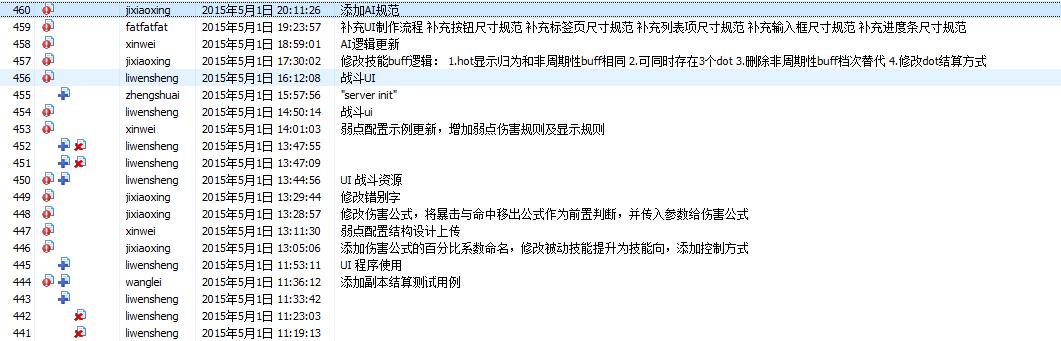 460 jixiaoxing 2015年5月1日 20:11:26 添加AI规范
459 fatfatfat 2015年5月1日 19:23:57 补充UI制作流程 补充按钮尺寸规范 补充标签页尺寸规范 补充列表项尺寸规范 补充输入框尺寸规范 补充进度条尺寸规范
458 xinwei 2015年5月1日 18:59:01 AI逻辑更新
457 jixiaoxing 2015年5月1日 17:30:02 修改技能buff逻辑： 1.hot显示归为和非周期性buff相同 2.可同时存在3个dot 3.删除非周期性buff档次替代 4.修改dot结算方式
456 liwensheng 2015年5月1日 16:12:08 战斗UI
455 zhengshuai 2015年5月1日 15:57:56 "server init"
454 liwensheng 2015年5月1日 14:50:14 战斗ui
453 xinwei 2015年5月1日 14:01:03 弱点配置示例更新，增加弱点伤害规则及显示规则
452 liwensheng 2015年5月1日 13:47:55
451 liwensheng 2015年5月1日 13:47:09
450 liwensheng 2015年5月1日 13:44:56 UI 战斗资源
449 jixiaoxing 2015年5月1日 13:29:44 修改错别字
448 jixiaoxing 2015年5月1日 13:28:57 修改伤害公式，将暴击与命中移出公式作为前置判断，并传入参数给伤害公式
447 xinwei 2015年5月1日 13:11:30 弱点配置结构设计上传
446 jixiaoxing 2015年5月1日 13:05:06 添加伤害公式的百分比系数命名，修改被动技能提升为技能向，添加控制方式
445 liwensheng 2015年5月1日 11:53:11 UI 程序使用
444 wanglei 2015年5月1日 11:36:12 添加副本结算测试用例
443 liwensheng 2015年5月1日 11:33:42
442 liwensheng 2015年5月1日 11:23:03
441 liwensheng 2015年5月1日 11:19:13